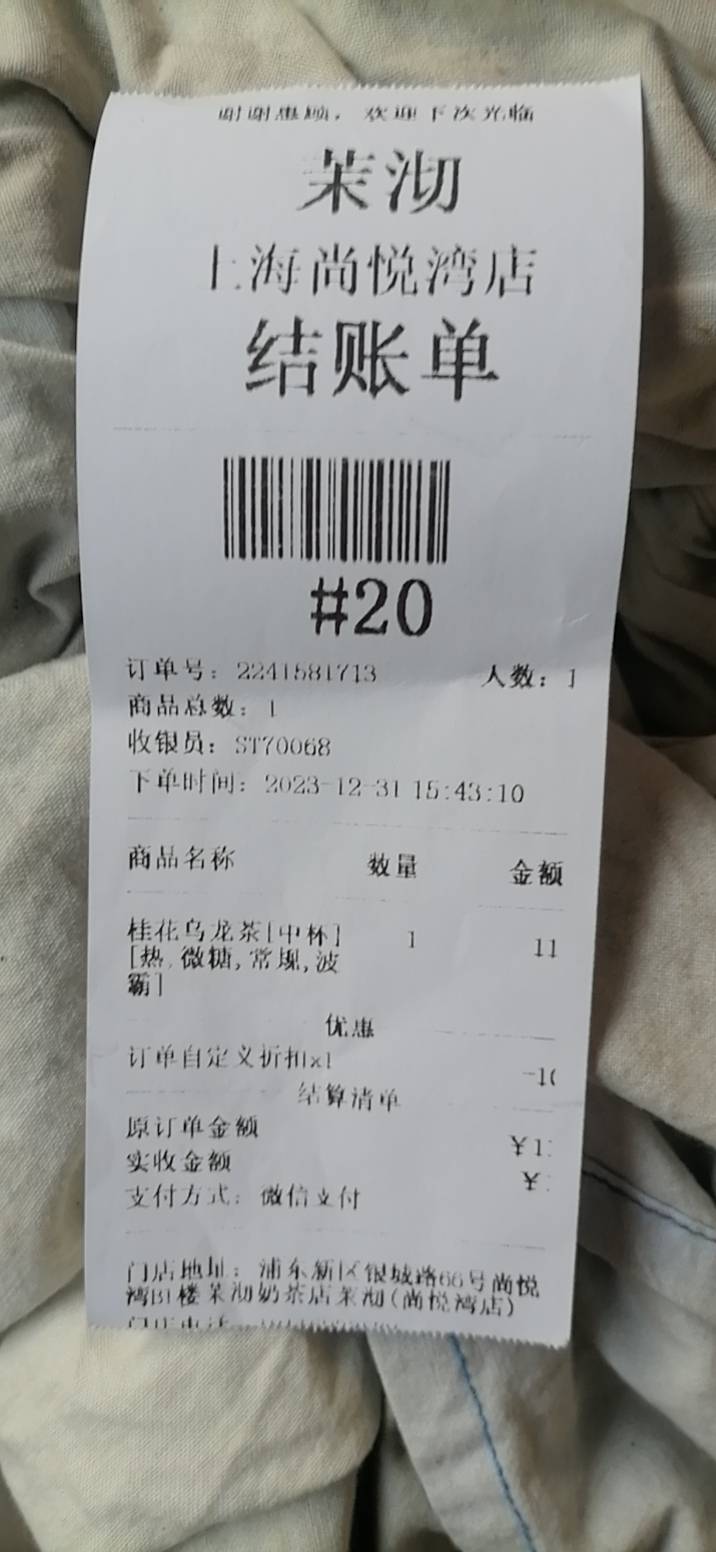 谢谢惠顾，欢迎下次光临
茉沏
上海尚悦湾店
结账单
#20
订单号：2241581713 人数：1
商品总数：1
收银员：ST70068
下单时间：2023-12-31 15:43:10
商品名称 数量 金额
桂花乌龙茶[中杯] 1 11
[热,微糖,常规,波
霸]
优惠
订单自定义折扣x1
结算清单
原订单金额
实收金额
支付方式：微信支付
门店地址：浦东新区银城路66号尚悦
湾B1楼茉沏奶茶店茉沏(尚悦湾店)